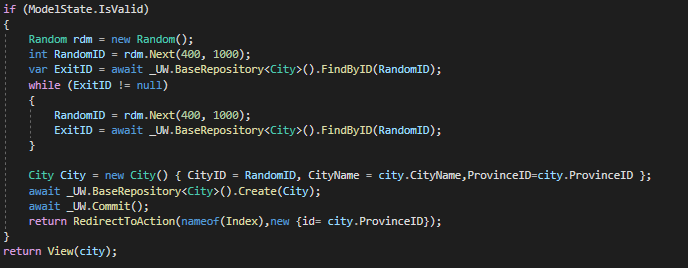 if (ModelState.IsValid)
{
Random rdm = new Random();
int RandomID = rdm.Next(400, 1000);
var ExitID = await _UW.BaseRepository<City>().FindByID(RandomID);
while (ExitID != null)
{
RandomID = rdm.Next(400, 1000);
ExitID = await _UW.BaseRepository<City>().FindByID(RandomID);
}
City City = new City() { CityID = RandomID, CityName = city.CityName,ProvinceID=city.ProvinceID };
await _UW.BaseRepository<City>().Create(City);
await _UW.Commit();
return RedirectToAction(nameof(Index),new {id= city.ProvinceID});
}
return View(city);